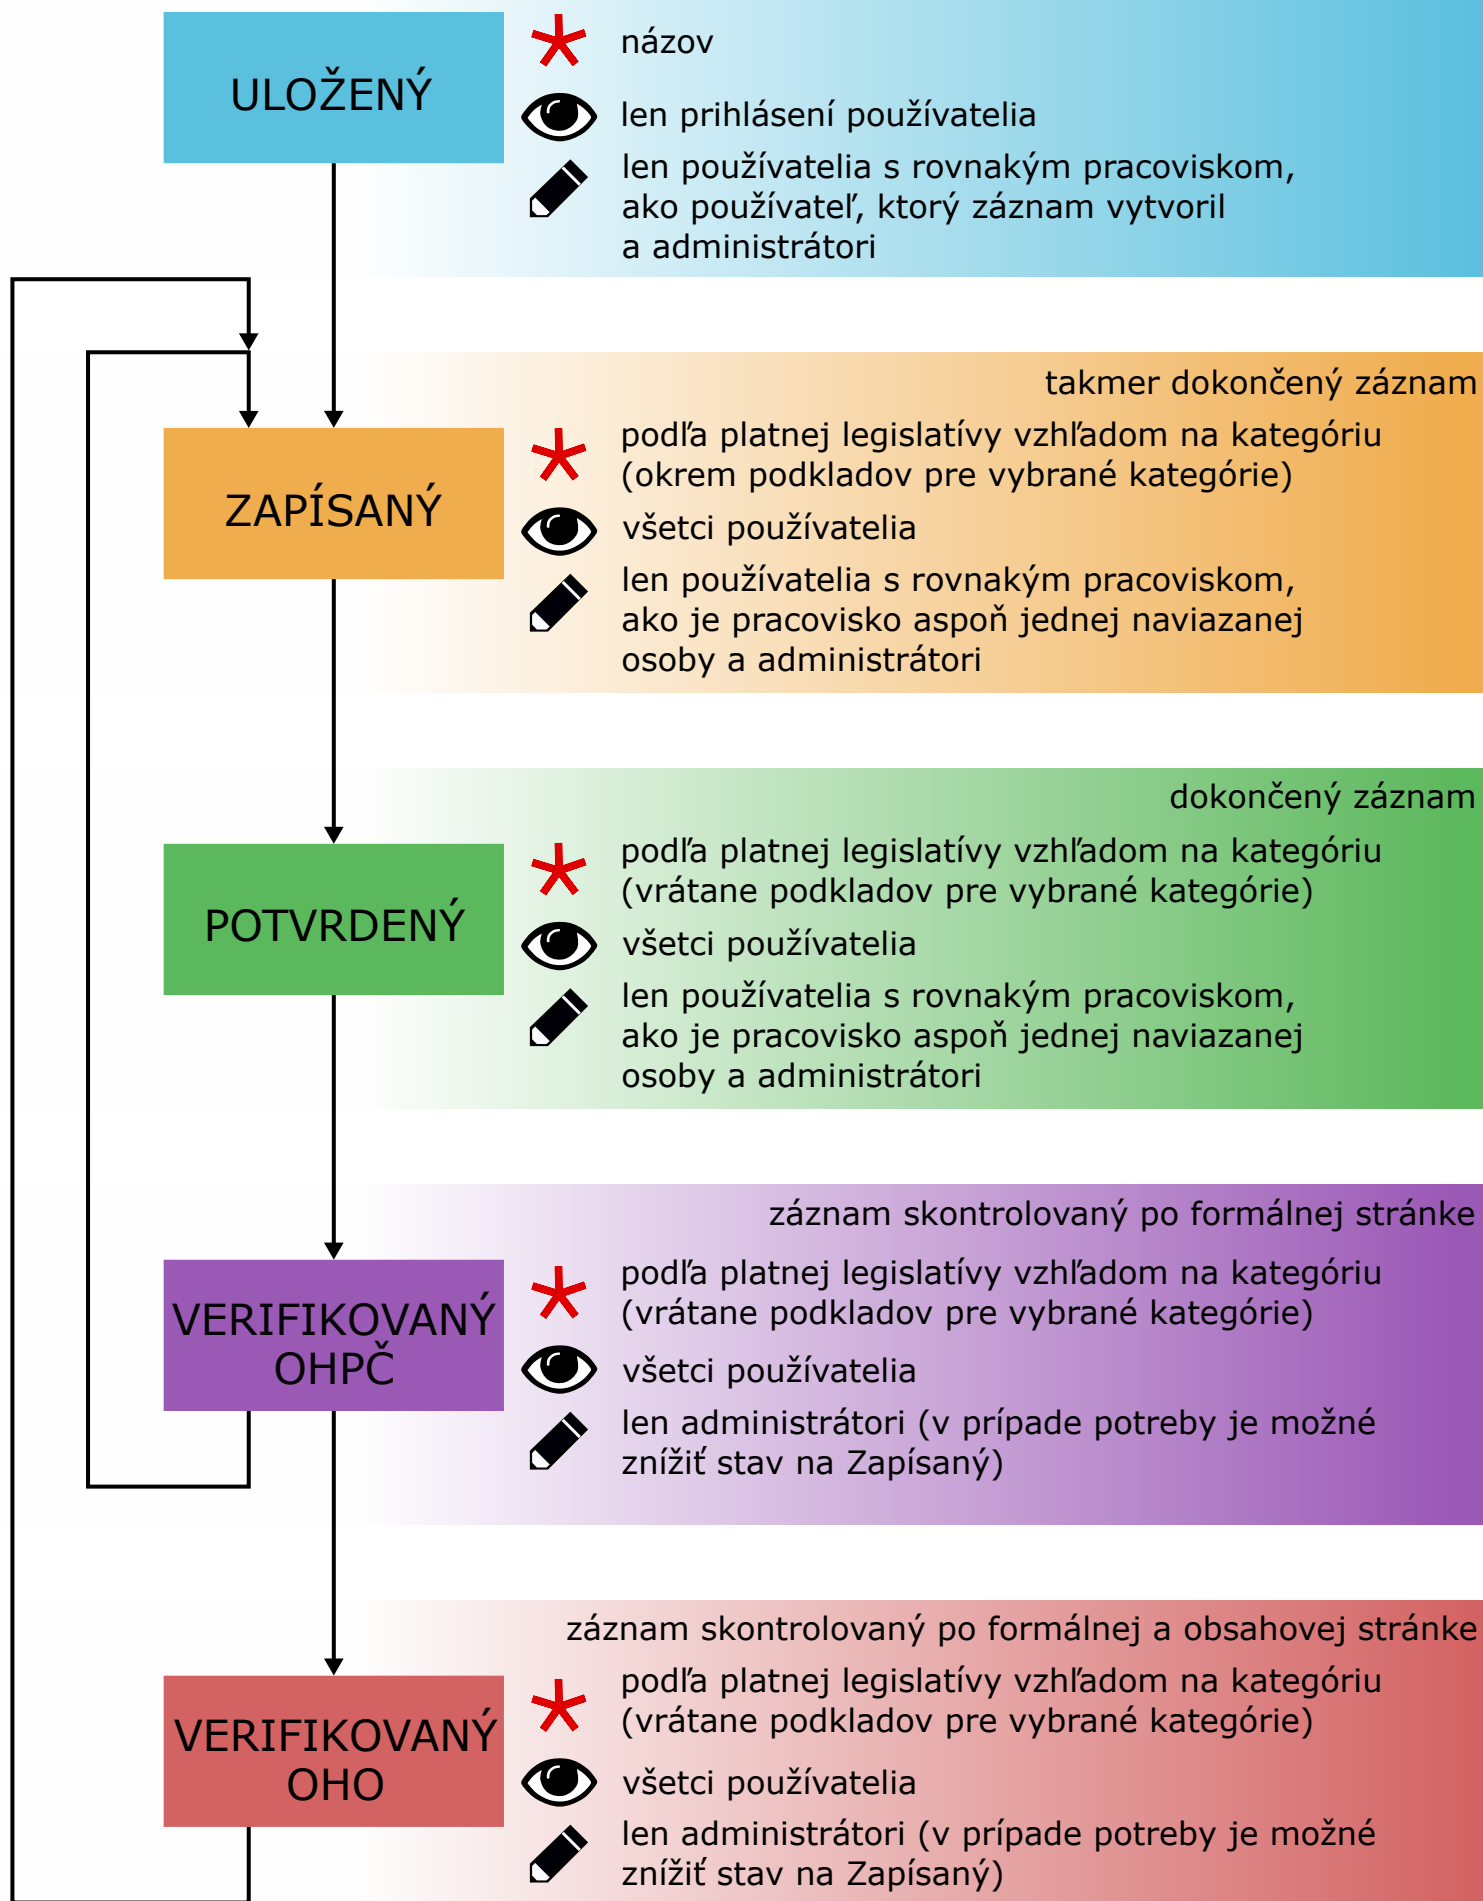 ULOŽENÝ
názov
len prihlásení používatelia
len používatelia s rovnakým pracoviskom,
ako používateľ, ktorý záznam vytvoril
a administrátori
takmer dokončený záznam
ZAPÍSANÝ
podľa platnej legislatívy vzhľadom na kategóriu
(okrem podkladov pre vybrané kategórie)
všetci používatelia
len používatelia s rovnakým pracoviskom,
ako je pracovisko aspoň jednej naviazanej
osoby a administrátori
dokončený záznam
POTVRDENÝ
podľa platnej legislatívy vzhľadom na kategóriu
(vrátane podkladov pre vybrané kategórie)
všetci používatelia
len používatelia s rovnakým pracoviskom,
ako je pracovisko aspoň jednej naviazanej
osoby a administrátori
záznam skontrolovaný po formálnej stránke
VERIFIKOVANÝ
OHPČ
podľa platnej legislatívy vzhľadom na kategóriu
(vrátane podkladov pre vybrané kategórie)
všetci používatelia
len administrátori (v prípade potreby je možné
znížiť stav na Zapísaný)
záznam skontrolovaný po formálnej a obsahovej stránke
VERIFIKOVANÝ
OHO
podľa platnej legislatívy vzhľadom na kategóriu
(vrátane podkladov pre vybrané kategórie)
všetci používatelia
len administrátori (v prípade potreby je možné
znížiť stav na Zapísaný)